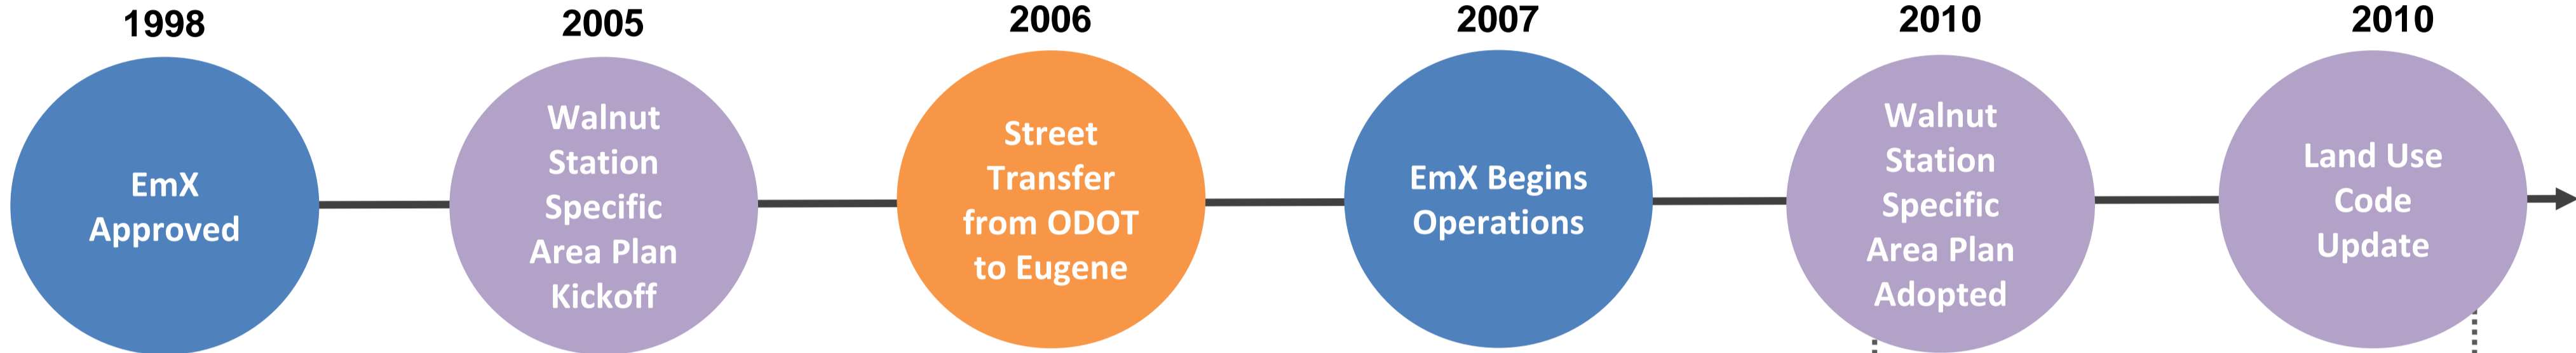 1998
EmX
Approved
2005
Walnut
Station
Specific
Area Plan
Kickoff
2006
Street
Transfer
from ODOT
to Eugene
2007
EmX Begins
Operations
2010
Walnut
Station
Specific
Area Plan
Adopted
2010
Land Use
Code
Update